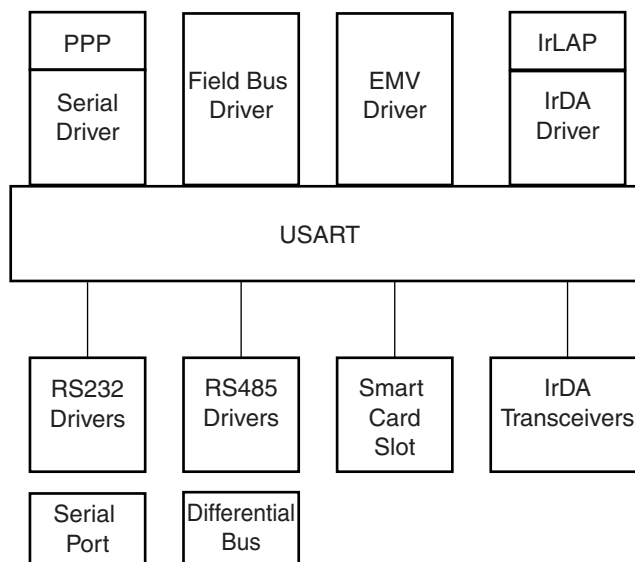 PPP
Serial
Driver
Field Bus
Driver
EMV
Driver
IrLAP
IrDA
Driver
USART
RS232
Drivers
RS485
Drivers
Smart
Card
Slot
IrDA
Transceivers
Serial
Port
Differential
Bus